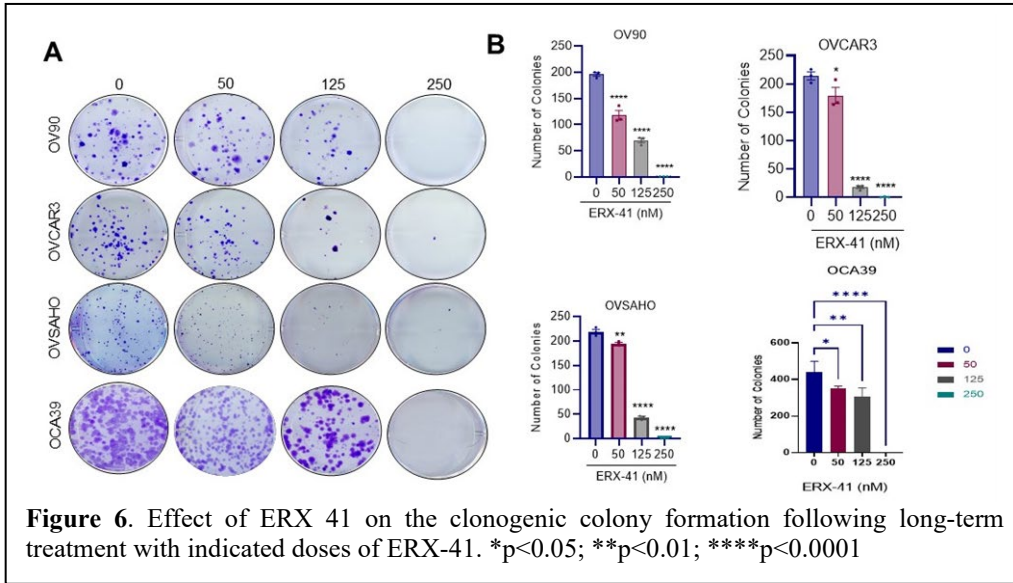 A
0 50 125 250
OV90
OVCAR3
OVSAHO
OCA39
B
OV90
Number of Colonies
250
200
150
100
50
0
****
****
****
0 50 125 250
ERX-41 (nM)
OVCAR3
Number of Colonies
250
200
150
100
50
0
*
****
****
0 50 125 250
ERX-41 (nM)
OVSAHO
Number of Colonies
250
200
150
100
50
0
**
****
****
0 50 125 250
ERX-41 (nM)
OCA39
Number of Colonies
600
400
200
0
****
**
*
0 50 125 250
ERX-41 (nM)
0
50
125
250
Figure 6. Effect of ERX 41 on the clonogenic colony formation following long-term
treatment with indicated doses of ERX-41. *p<0.05; **p<0.01; ****p<0.0001